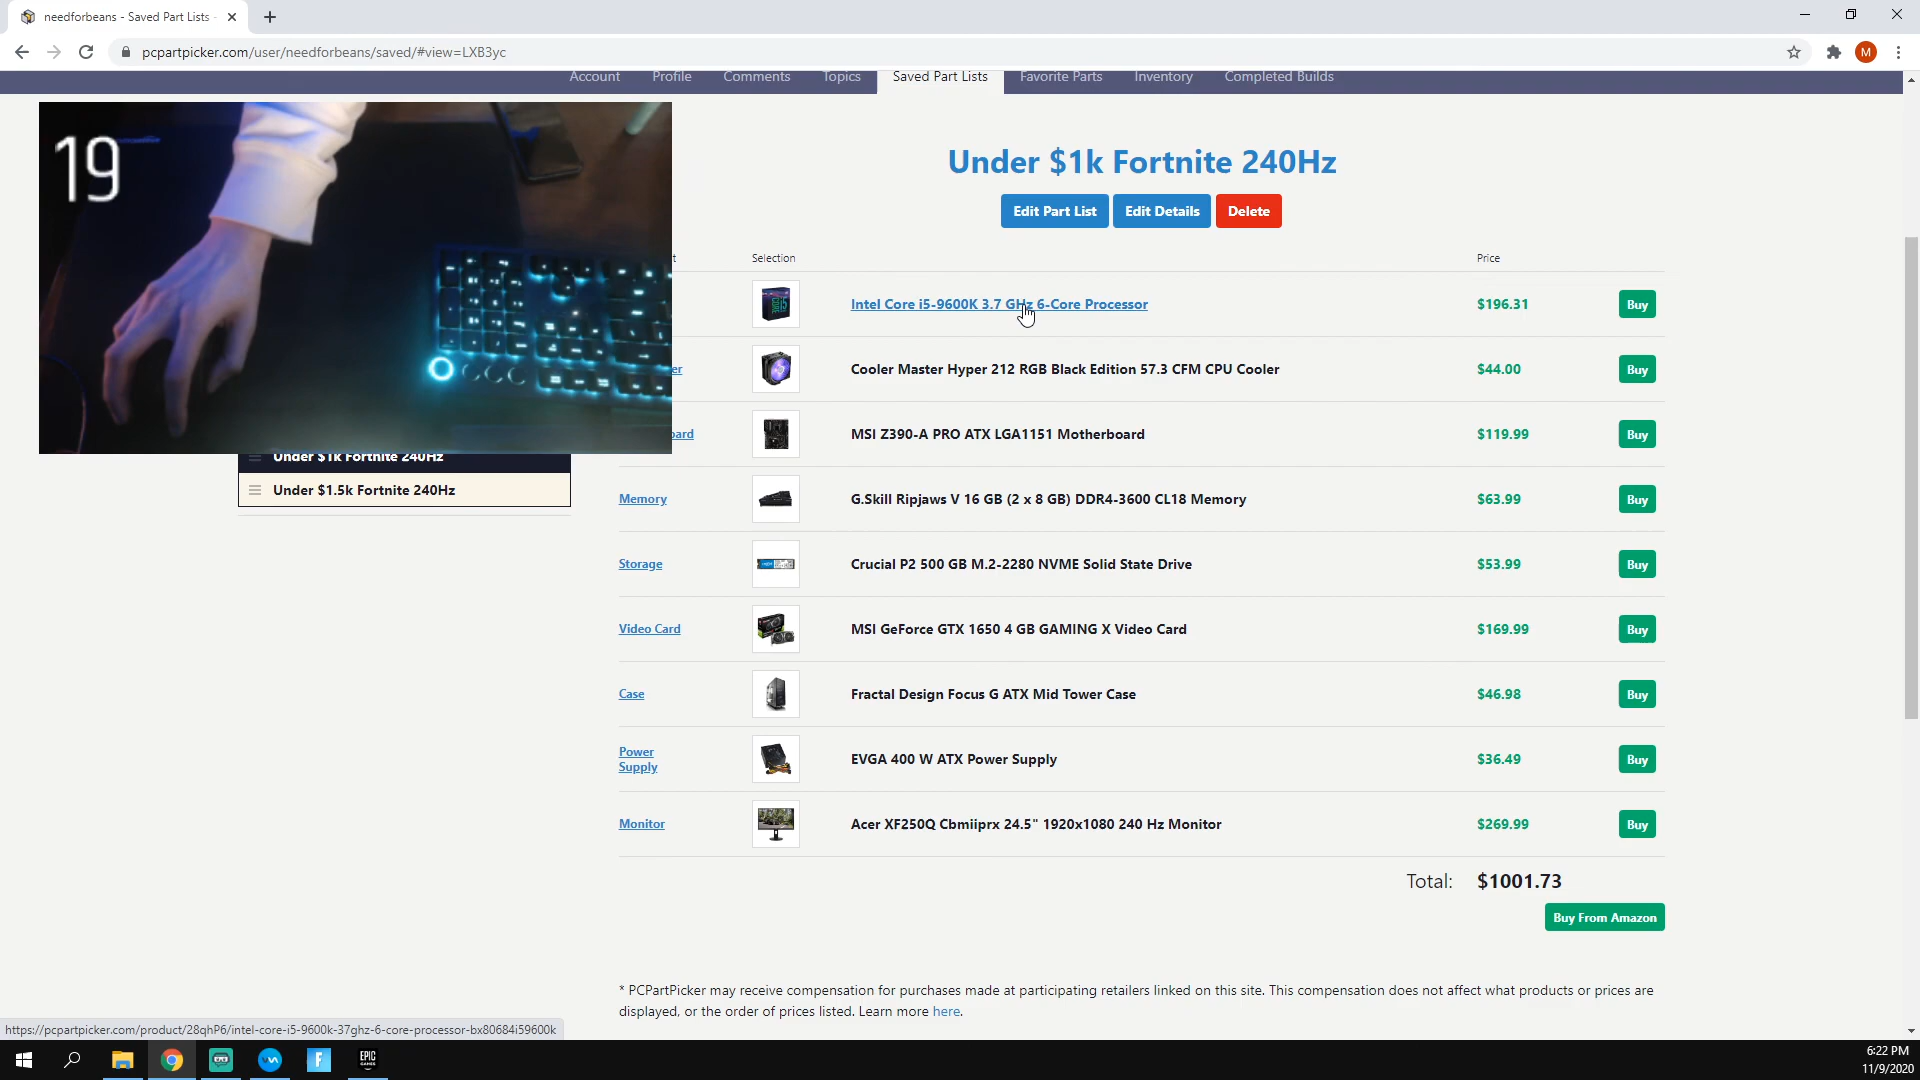 needforbeans - Saved Part Lists -
pcpartpicker.com/user/needforbeans/saved/#view=LXB3yc
M
Account Profile Comments Topics Saved Part Lists Favorite Parts Inventory Completed Builds
19
Under $1k Fortnite 240Hz
Edit Part List Edit Details Delete
t Selection Price
Intel Core i5-9600K 3.7 GHz 6-Core Processor $196.31 Buy
er Cooler Master Hyper 212 RGB Black Edition 57.3 CFM CPU Cooler $44.00 Buy
oard MSI Z390-A PRO ATX LGA1151 Motherboard $119.99 Buy
Under $1k Fortnite 240Hz
Under $1.5k Fortnite 240Hz
Memory G.Skill Ripjaws V 16 GB (2 x 8 GB) DDR4-3600 CL18 Memory $63.99 Buy
Storage Crucial P2 500 GB M.2-2280 NVME Solid State Drive $53.99 Buy
Video Card MSI GeForce GTX 1650 4 GB GAMING X Video Card $169.99 Buy
Case Fractal Design Focus G ATX Mid Tower Case $46.98 Buy
Power
Supply EVGA 400 W ATX Power Supply $36.49 Buy
Monitor Acer XF250Q Cbmiiprx 24.5" 1920x1080 240 Hz Monitor $269.99 Buy
Total: $1001.73
Buy From Amazon
* PCPartPicker may receive compensation for purchases made at participating retailers linked on this site. This compensation does not affect what products or prices are
displayed, or the order of prices listed. Learn more here.
https://pcpartpicker.com/product/28qhP6/intel-core-i5-9600k-37ghz-6-core-processor-bx80684i59600k
EPIC
GAMES
6:22 PM
11/9/2020